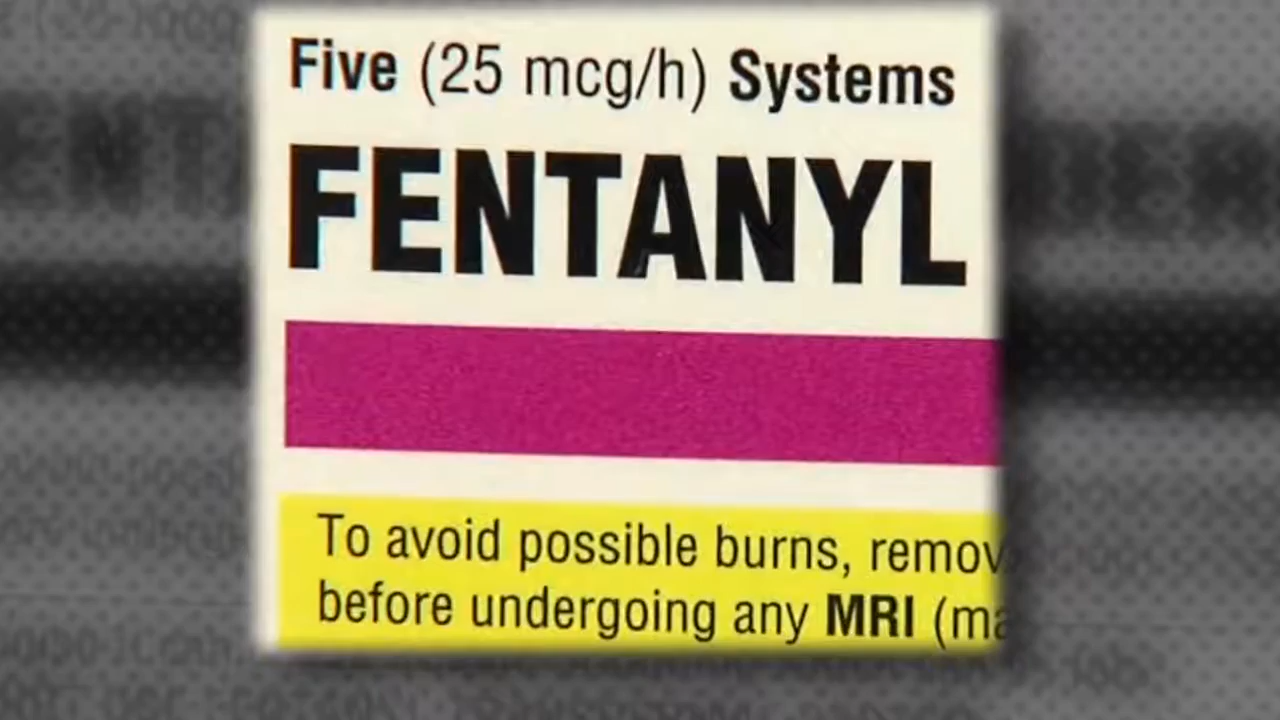 Five (25 mcg/h) Systems
FENTANYL
To avoid possible burns, remov
before undergoing any MRI (ma